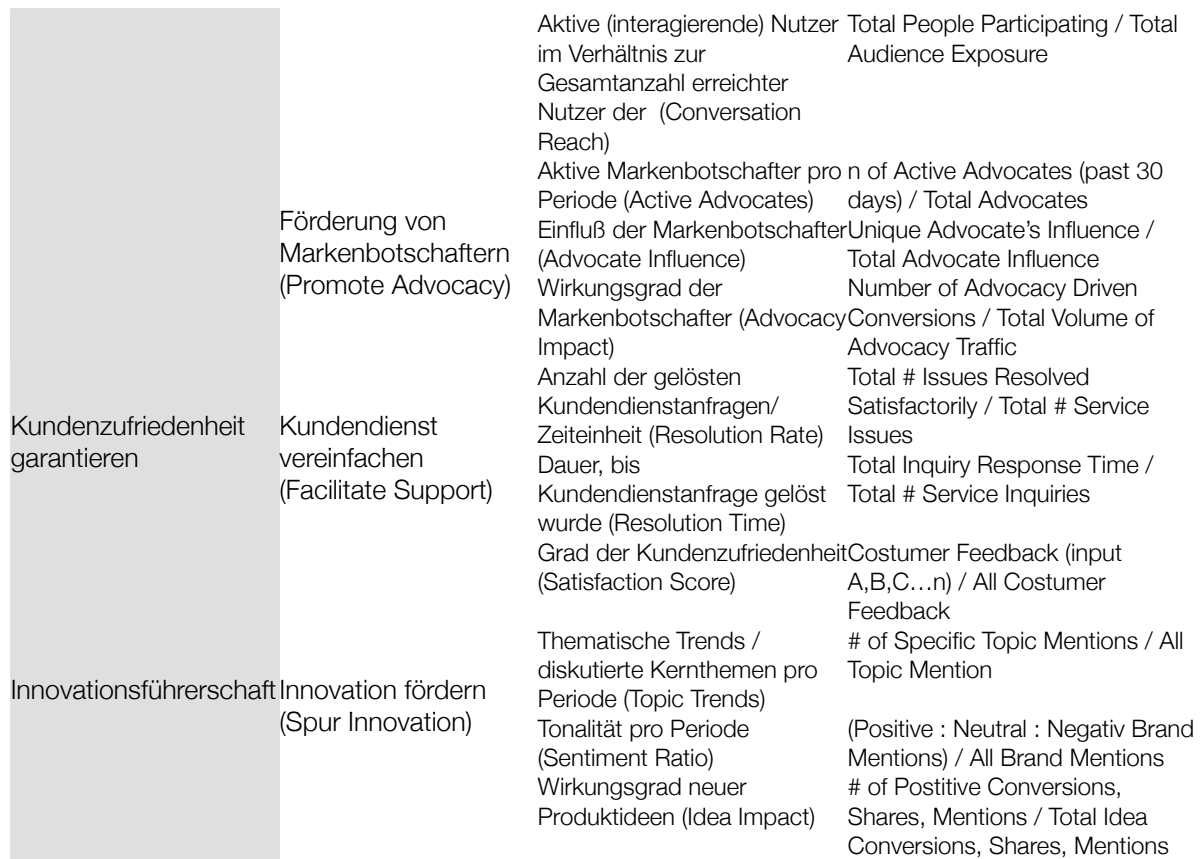 Aktive (interagierende) Nutzer
im Verhältnis zur
Gesamtanzahl erreichter
Nutzer der  (Conversation
Reach)
Total People Participating / Total
Audience Exposure
Förderung von
Markenbotschaftern
(Promote Advocacy)
Aktive Markenbotschafter pro
Periode (Active Advocates)
n of Active Advocates (past 30
days) / Total Advocates
Einfluß der Markenbotschafter
(Advocate Influence)
Unique Advocate’s Influence /
Total Advocate Influence
Wirkungsgrad der
Markenbotschafter (Advocacy
Impact)
Number of Advocacy Driven
Conversions / Total Volume of
Advocacy Traffic
Kundenzufriedenheit
garantieren
Kundendienst
vereinfachen
(Facilitate Support)
Anzahl der gelösten
Kundendienstanfragen/
Zeiteinheit (Resolution Rate)
Total # Issues Resolved
Satisfactorily / Total # Service
Issues
Dauer, bis
Kundendienstanfrage gelöst
wurde (Resolution Time)
Total Inquiry Response Time /
Total # Service Inquiries
Grad der Kundenzufriedenheit
(Satisfaction Score)
Costumer Feedback (input
A,B,C…n) / All Costumer
Feedback
Innovationsführerschaft
Innovation fördern
(Spur Innovation)
Thematische Trends /
diskutierte Kernthemen pro
Periode (Topic Trends)
# of Specific Topic Mentions / All
Topic Mention
Tonalität pro Periode
(Sentiment Ratio)
(Positive : Neutral : Negativ Brand
Mentions) / All Brand Mentions
Wirkungsgrad neuer
Produktideen (Idea Impact)
# of Postitive Conversions,
Shares, Mentions / Total Idea
Conversions, Shares, Mentions